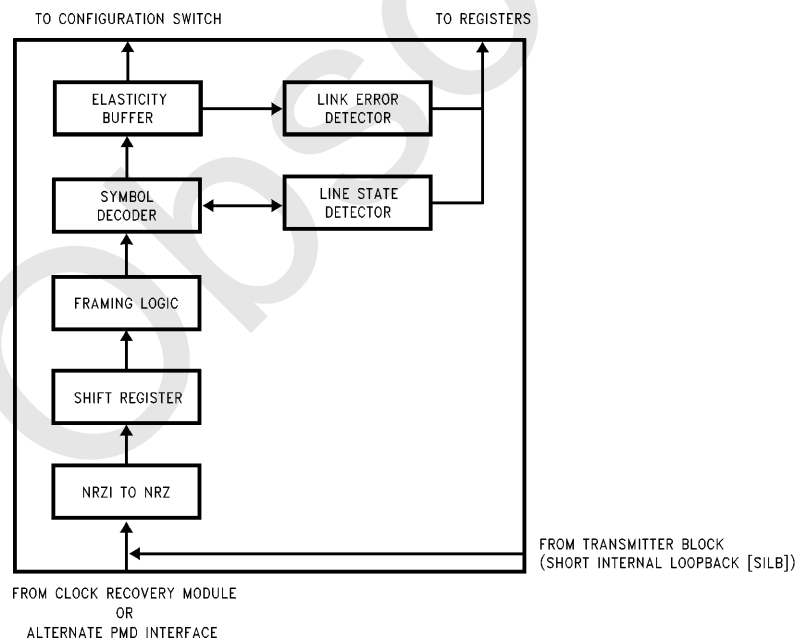 TO CONFIGURATION SWITCH
TO REGISTERS
ELASTICITY
BUFFER
LINK ERROR
DETECTOR
SYMBOL
DECODER
LINE STATE
DETECTOR
FRAMING LOGIC
SHIFT REGISTER
NRZI TO NRZ
FROM TRANSMITTER BLOCK
(SHORT INTERNAL LOOPBACK [SILB])
FROM CLOCK RECOVERY MODULE
OR
ALTERNATE PMD INTERFACE